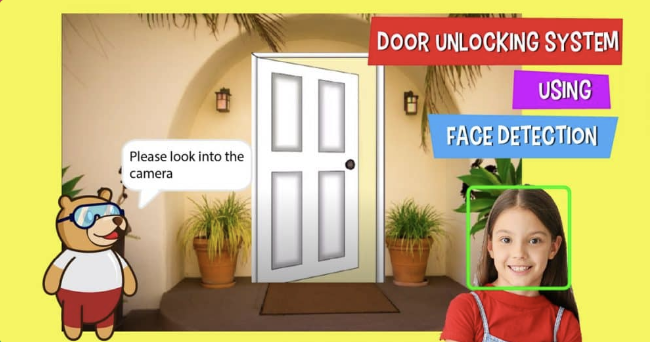 DOOR UNLOCKING SYSTEM
USING
FACE DETECTION
Please look into the
camera